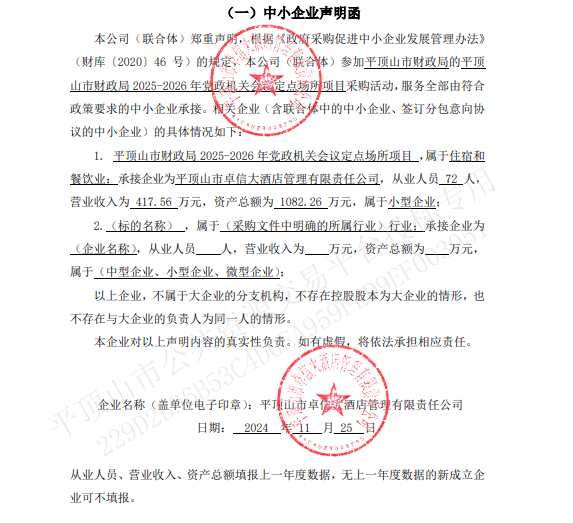 （一）中小企业声明函
本公司（联合体）郑重声明，根据《政府采购促进中小企业发展管理办法》
（财库〔2020〕46 号）的规定，本公司（联合体）参加平顶山市财政局的平顶
山市财政局 2025-2026 年党政机关会议定点场所项目采购活动，服务全部由符合
政策要求的中小企业承接。相关企业（含联合体中的中小企业、签订分包意向协
议的中小企业）的具体情况如下：
1. 平顶山市财政局 2025-2026 年党政机关会议定点场所项目 ，属于住宿和
餐饮业；承接企业为平顶山市卓信大酒店管理有限责任公司，从业人员 72 人，
营业收入为 417.56 万元，资产总额为 1082.26 万元，属于小型企业；
2.（标的名称） ，属于（采购文件中明确的所属行业）行业；承接企业为
（企业名称），从业人员____人，营业收入为____万元，资产总额为____万元，
属于（中型企业、小型企业、微型企业）；
以上企业，不属于大企业的分支机构，不存在控股股本为大企业的情形，也
不存在与大企业的负责人为同一人的情形。
本企业对以上声明内容的真实性负责。如有虚假，将依法承担相应责任。
企业名称（盖单位电子印章）：平顶山市卓信大酒店管理有限责任公司
日期： 2024 年 11 月 25 日
从业人员、营业收入、资产总额填报上一年度数据，无上一年度数据的新成立企
业可不填报。